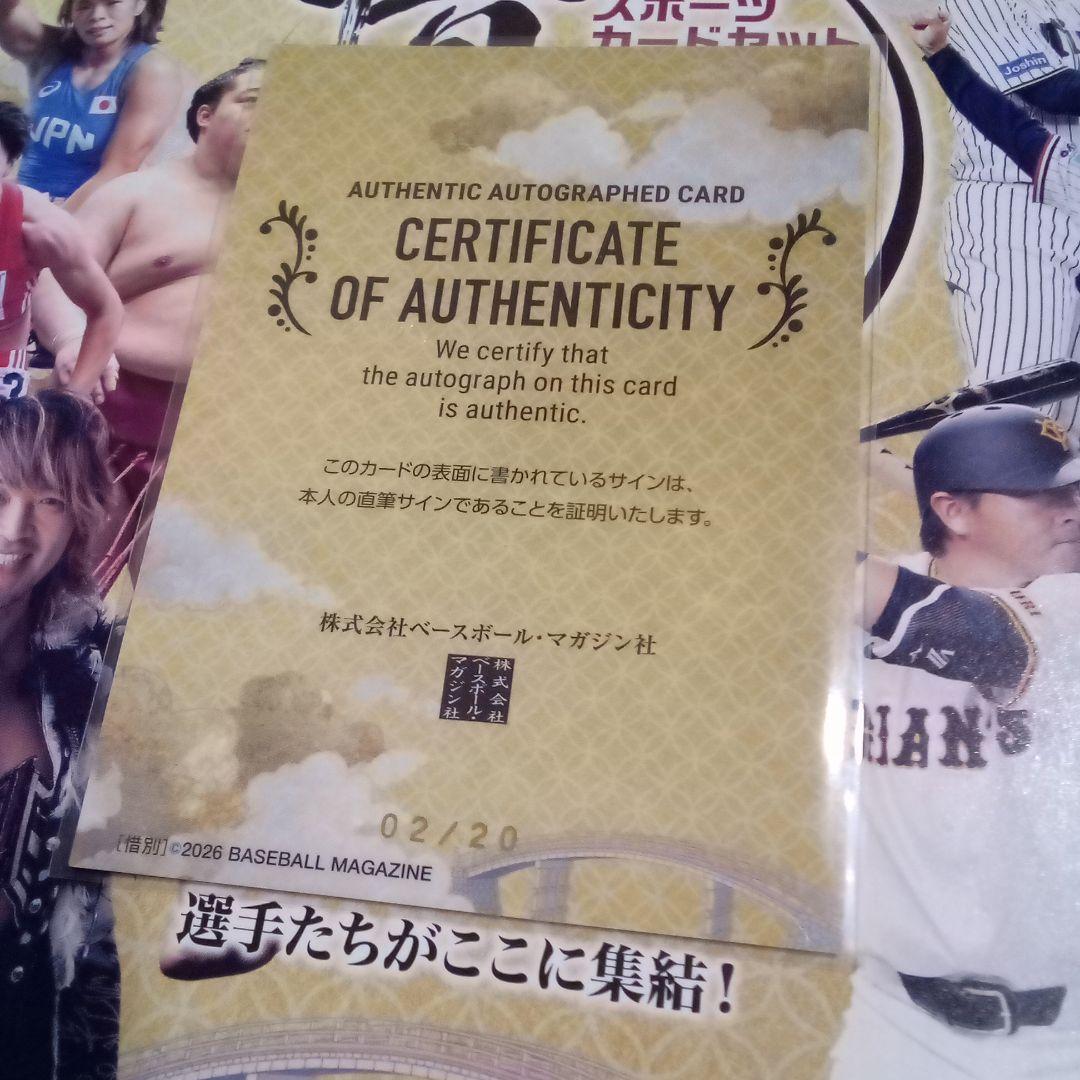 スポーツ
カードセット
Joshin
JPN
AUTHENTIC AUTOGRAPHED CARD
CERTIFICATE
OF AUTHENTICITY
We certify that
the autograph on this card
is authentic.
このカードの表面に書かれているサインは、
本人の直筆サインであることを証明いたします。
株式会社ベースボール・マガジン社
株式会社
ベースボール・
マガジン社
02/20
[惜別]©2026 BASEBALL MAGAZINE
選手たちがここに集結!